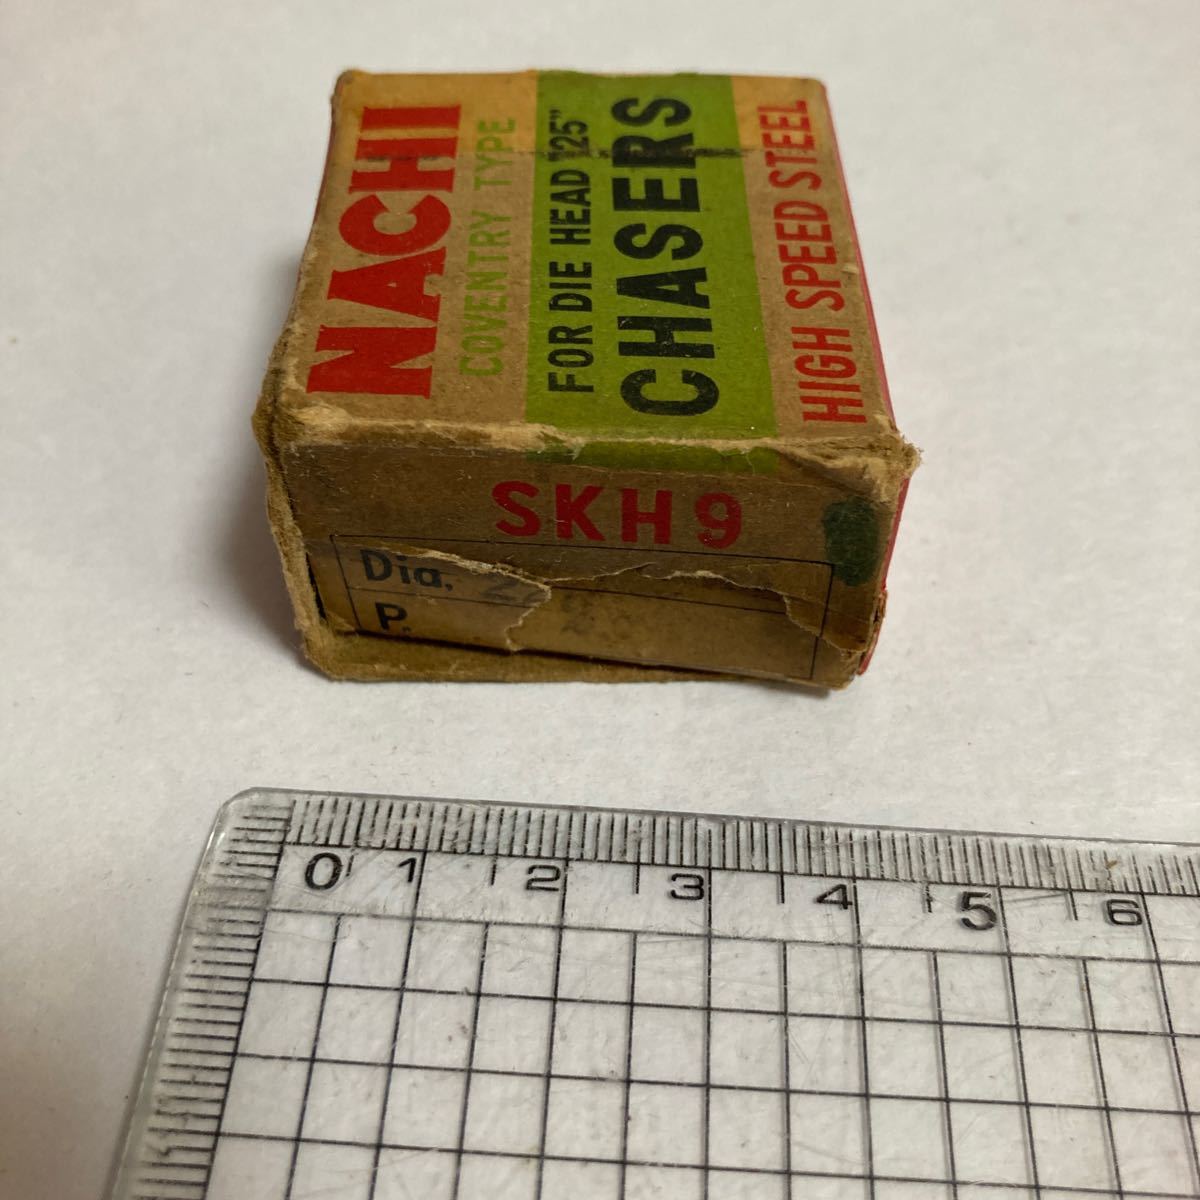 NACHI
COVENTRY TYPE
FOR DIE HEAD 125"
CHASERS
HIGH SPEED STEEL
SKH9
Dia.
P.
0 1 2 3 4 5 6